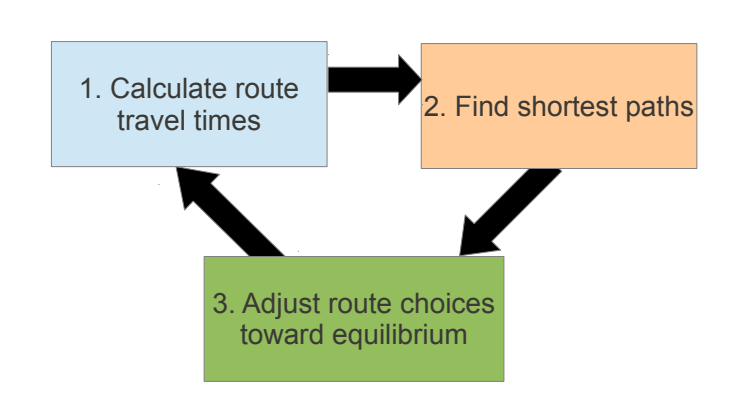 1. Calculate route
travel times
2. Find shortest paths
3. Adjust route choices
toward equilibrium